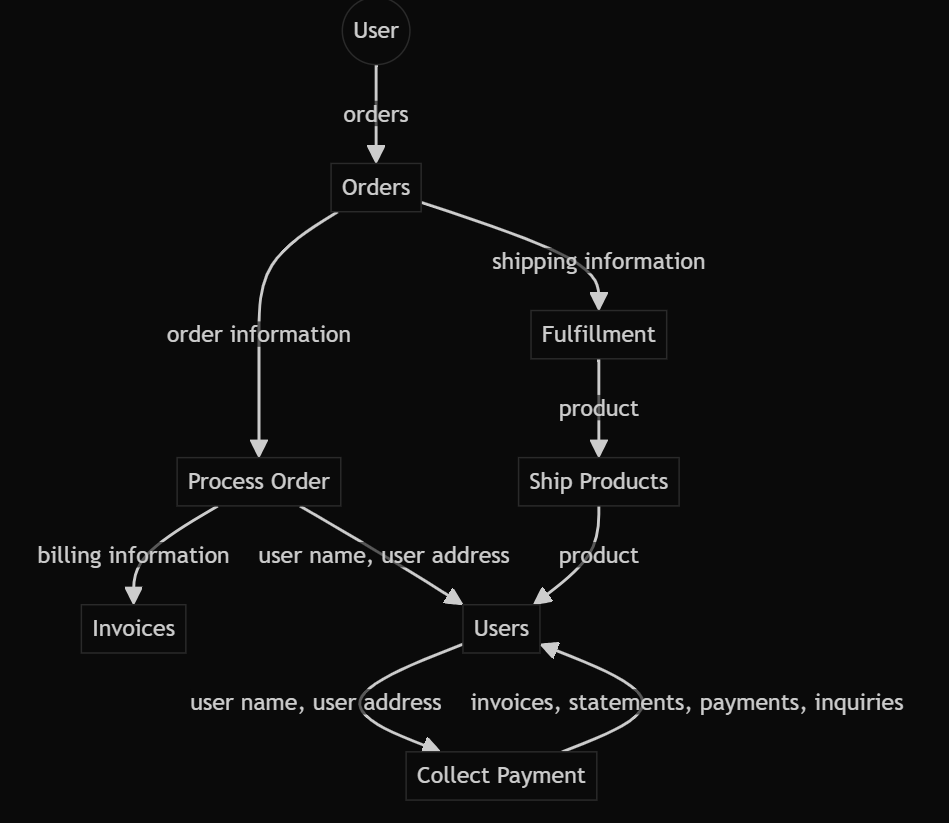 User
orders
Orders
shipping information
order information
Fulfillment
product
Process Order
Ship Products
billing information
user name, user address
product
Invoices
Users
user name, user address
invoices, statements, payments, inquiries
Collect Payment